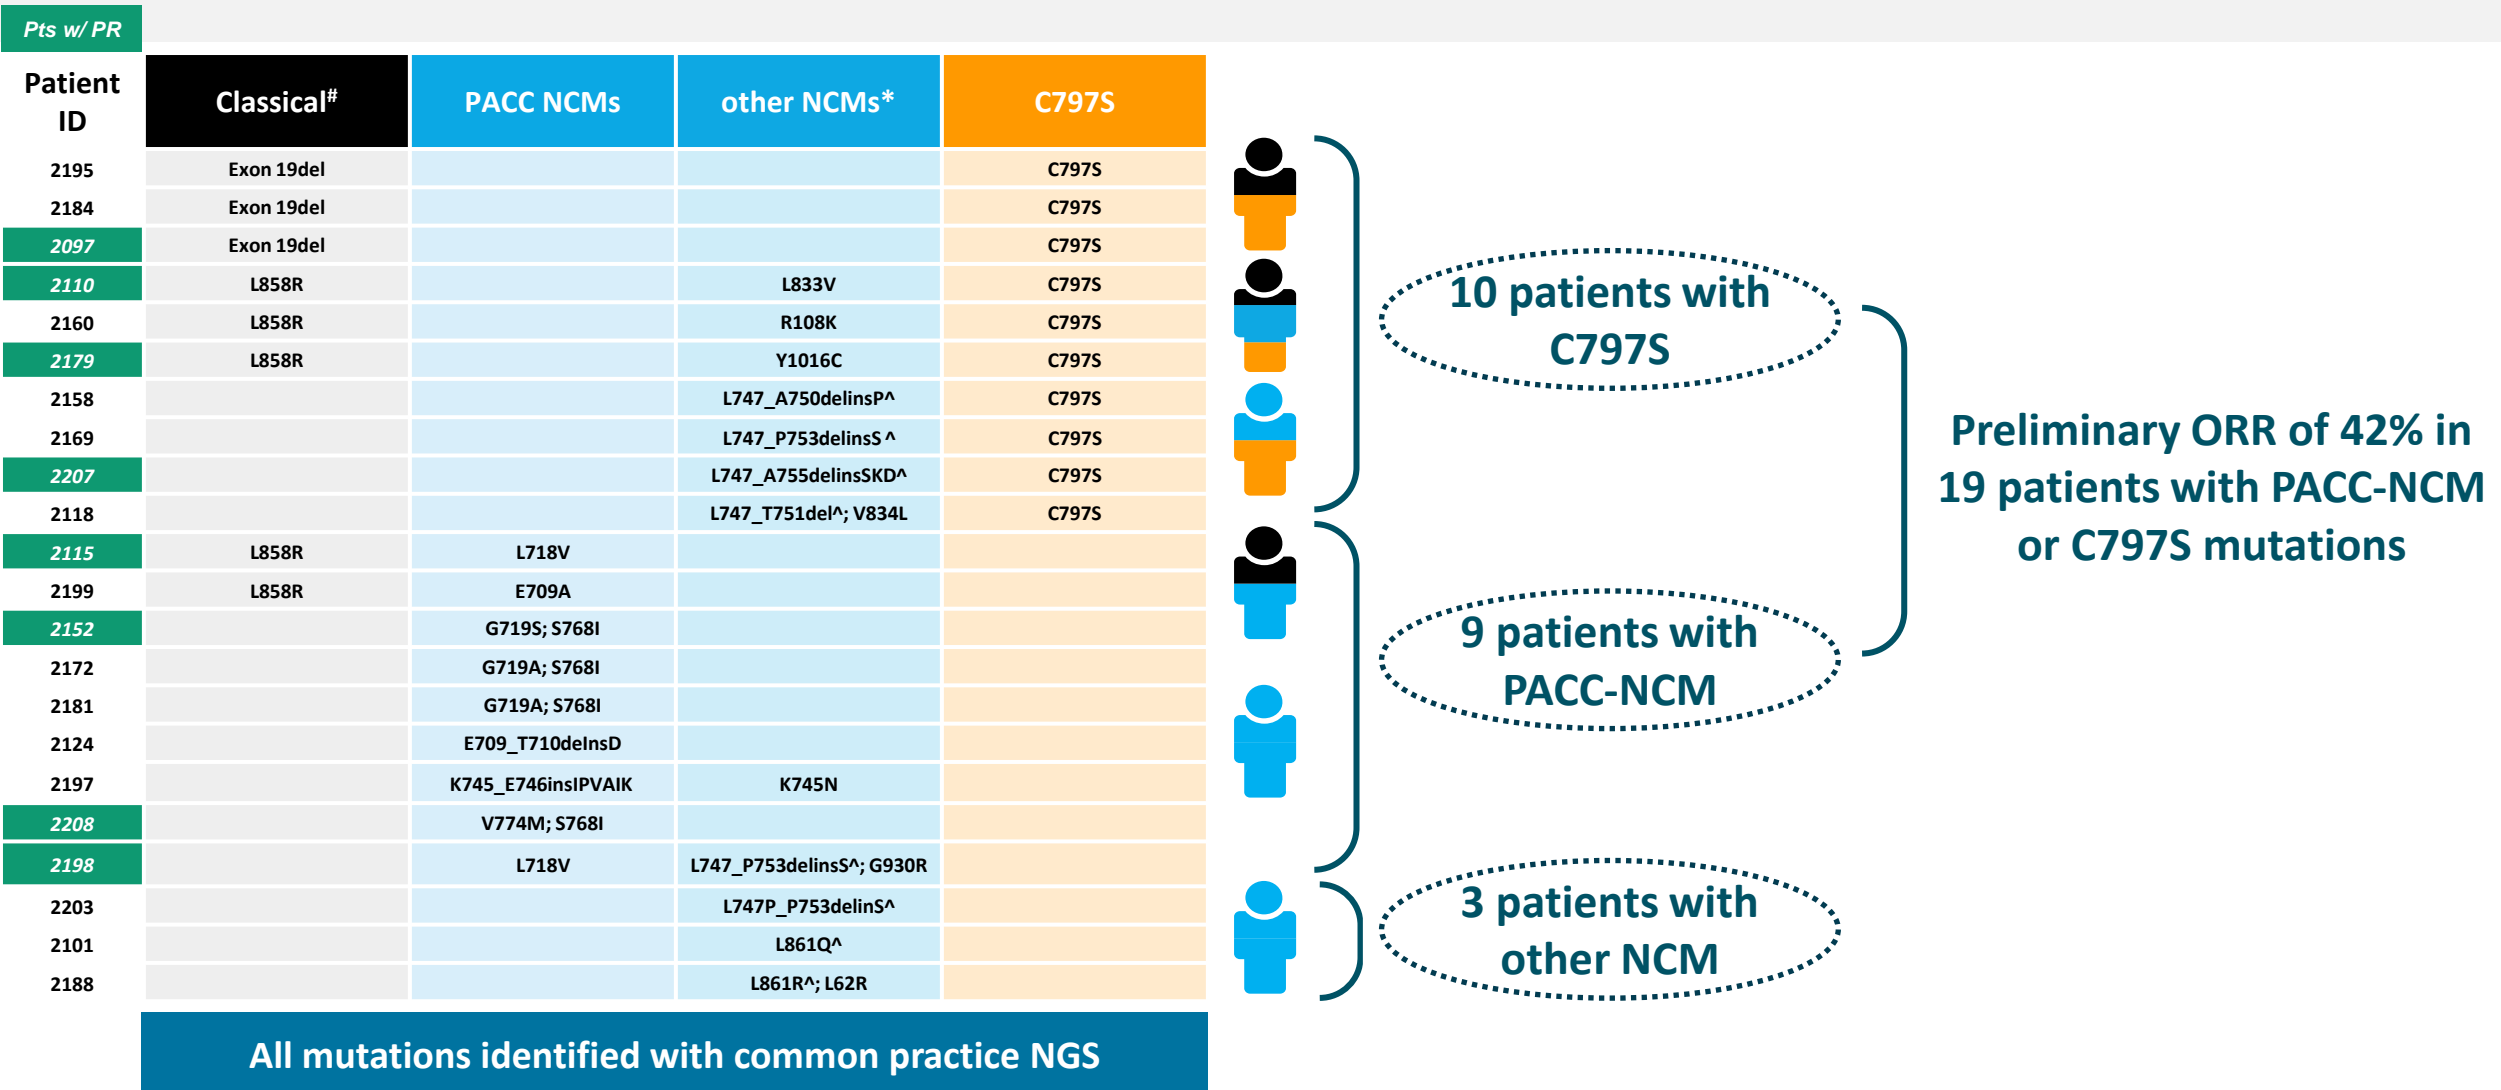 Pts w/ PR
Patient ID Classical# PACC NCMs other NCMs* C797S
2195 Exon 19del C797S
2184 Exon 19del C797S
2097 Exon 19del C797S
2110 L858R L833V C797S
2160 L858R R108K C797S
2179 L858R Y1016C C797S
2158 L747_A750delinsP^ C797S
2169 L747_P753delinsS ^ C797S
2207 L747_A755delinsSKD^ C797S
2118 L747_T751del^; V834L C797S
2115 L858R L718V
2199 L858R E709A
2152 G719S; S768I
2172 G719A; S768I
2181 G719A; S768I
2124 E709_T710delInsD
2197 K745_E746insIPVAIK K745N
2208 V774M; S768I
2198 L718V L747_P753delinsS^; G930R
2203 L747P_P753delinS^
2101 L861Q^
2188 L861R^; L62R
All mutations identified with common practice NGS
10 patients with
C797S
9 patients with
PACC-NCM
3 patients with
other NCM
Preliminary ORR of 42% in
19 patients with PACC-NCM
or C797S mutations